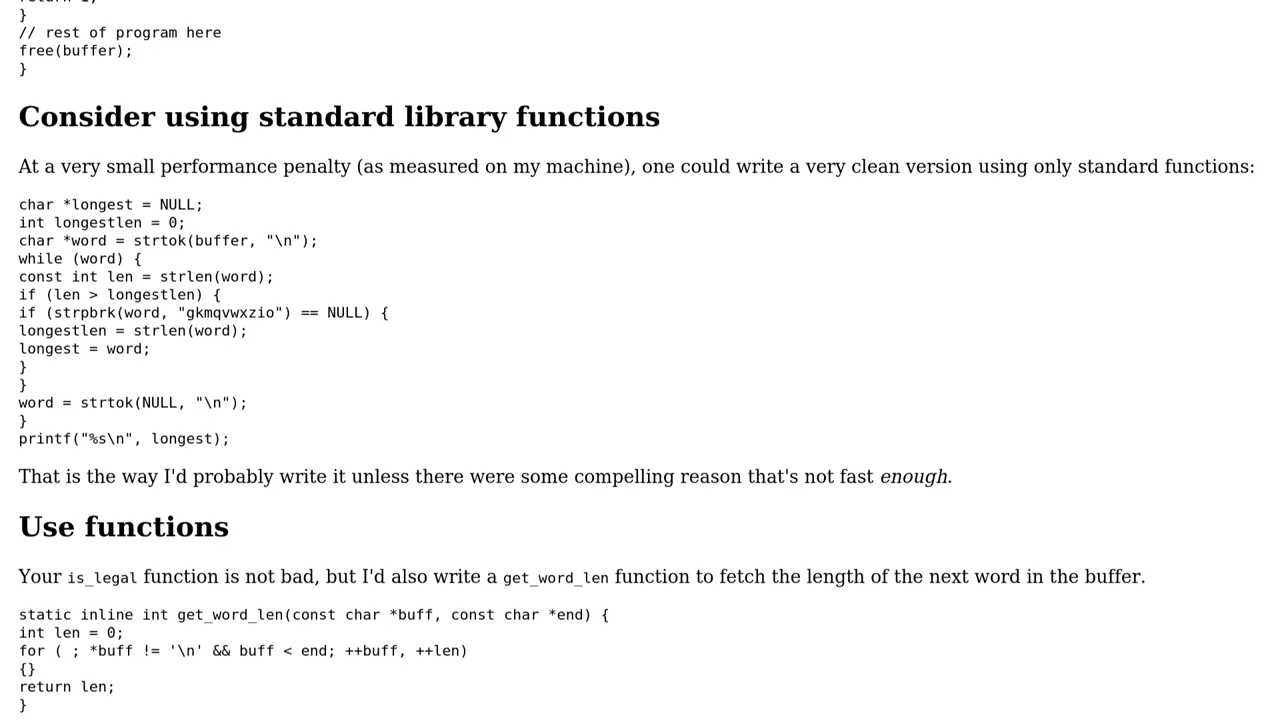 return 1;
}
// rest of program here
free(buffer);
}
Consider using standard library functions
At a very small performance penalty (as measured on my machine), one could write a very clean version using only standard functions:
char *longest = NULL;
int longestlen = 0;
char *word = strtok(buffer, "\n");
while (word) {
const int len = strlen(word);
if (len > longestlen) {
if (strpbrk(word, "gkmqvwxzio") == NULL) {
longestlen = strlen(word);
longest = word;
}
}
word = strtok(NULL, "\n");
}
printf("%s\n", longest);
That is the way I'd probably write it unless there were some compelling reason that's not fast enough.
Use functions
Your is_legal function is not bad, but I'd also write a get_word_len function to fetch the length of the next word in the buffer.
static inline int get_word_len(const char *buff, const char *end) {
int len = 0;
for ( ; *buff != '\n' && buff < end; ++buff, ++len)
{}
return len;
}